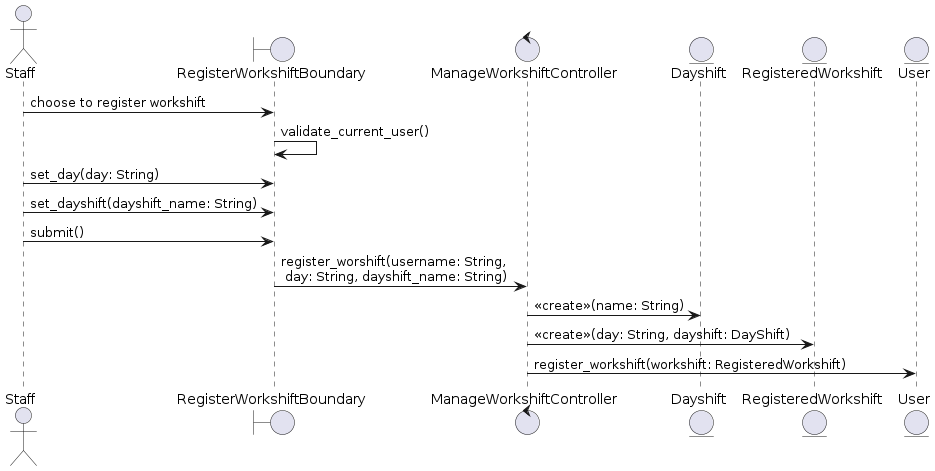 Staff
RegisterWorkshiftBoundary
ManageWorkshiftController
Dayshift
RegisteredWorkshift
User
choose to register workshift
validate_current_user()
set_day(day: String)
set_dayshift(dayshift_name: String)
submit()
register_worshift(username: String,
day: String, dayshift_name: String)
«create»(name: String)
«create»(day: String, dayshift: DayShift)
register_workshift(workshift: RegisteredWorkshift)
Staff
RegisterWorkshiftBoundary
ManageWorkshiftController
Dayshift
RegisteredWorkshift
User